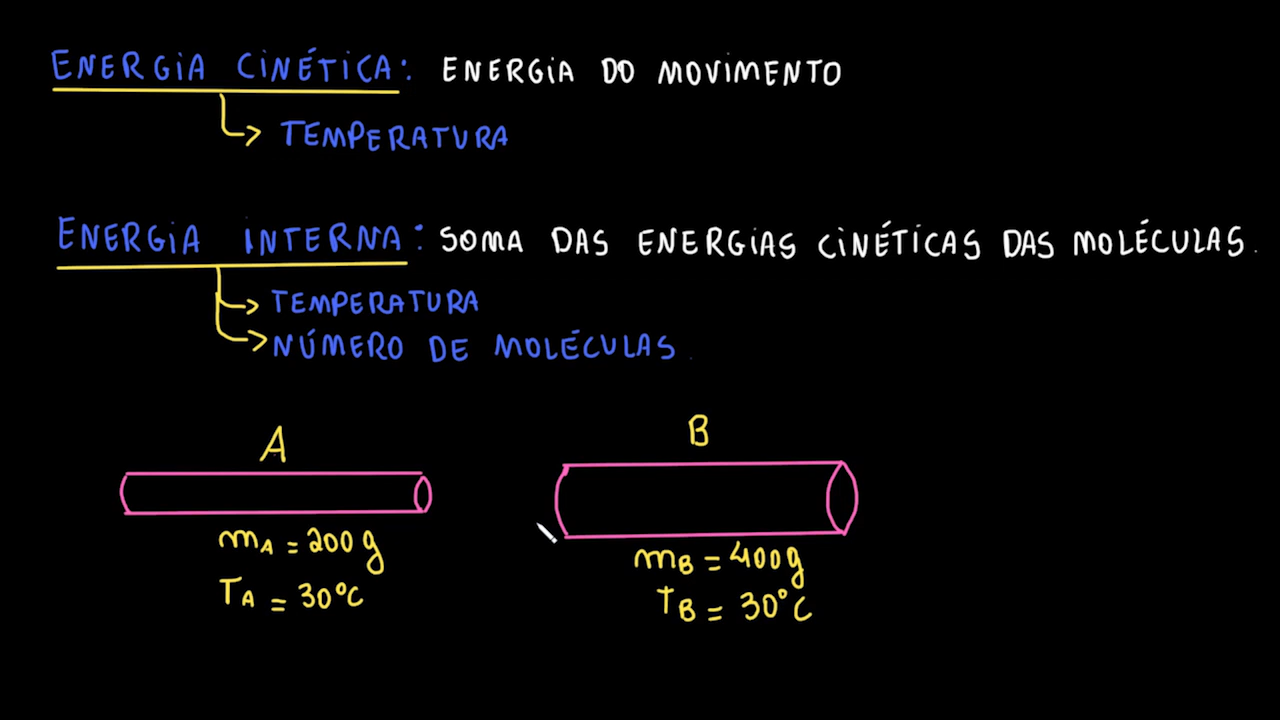 ENERGIA CINÉTICA: ENERGIA DO MOVIMENTO
TEMPERATURA
ENERGIA INTERNA: SOMA DAS ENERGIAS CINÉTICAS DAS MOLÉCULAS.
TEMPERATURA
NÚMERO DE MOLÉCULAS
A
B
mA = 200g
TA = 30°C
mB = 400g
TB = 30°C